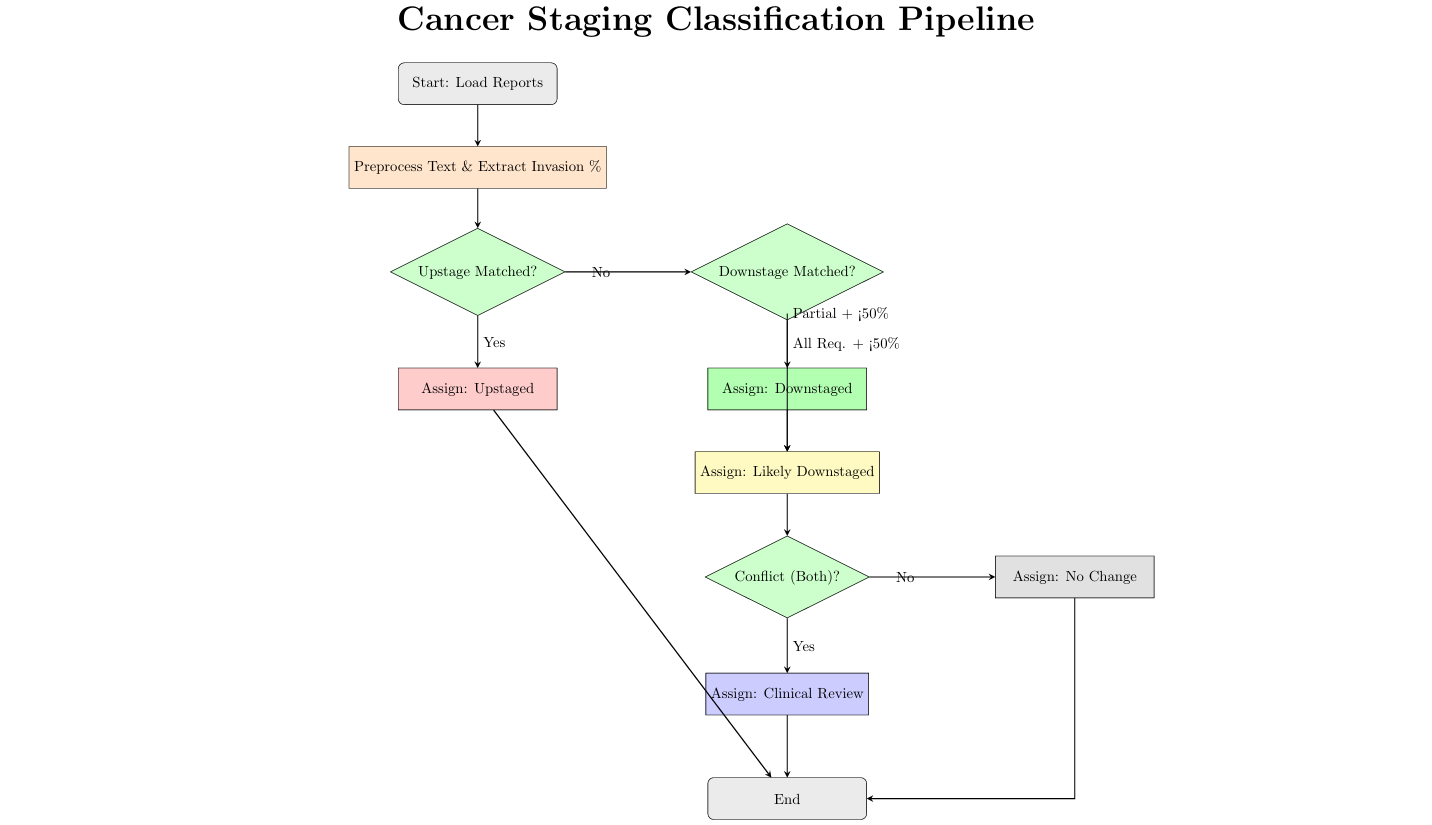 Cancer Staging Classification Pipeline
Start: Load Reports
Preprocess Text & Extract Invasion %
Upstage Matched?
No
Downstage Matched?
Partial + ¡50%
Yes
All Req. + ¡50%
Assign: Upstaged
Assign: Downstaged
Assign: Likely Downstaged
Conflict (Both)?
No
Assign: No Change
Yes
Assign: Clinical Review
End